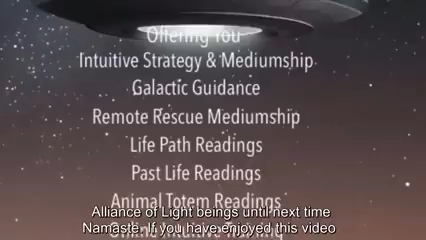 Offering You
Intuitive Strategy & Mediumship
Galactic Guidance
Remote Rescue Mediumship
Life Path Readings
Past Life Readings
Animal Totem Readings
Alliance of Light beings until next time
Namaste. If you have enjoyed this video